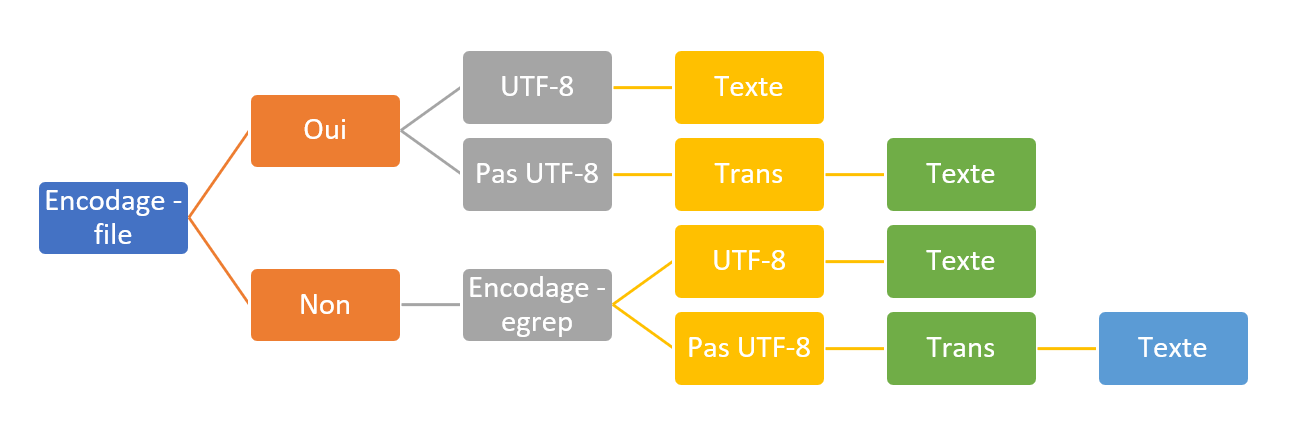 UTF-8
Texte
Oui
Pas UTF-8
Trans
Texte
Encodage -
file
UTF-8
Texte
Non
Encodage -
egrep
Pas UTF-8
Trans
Texte